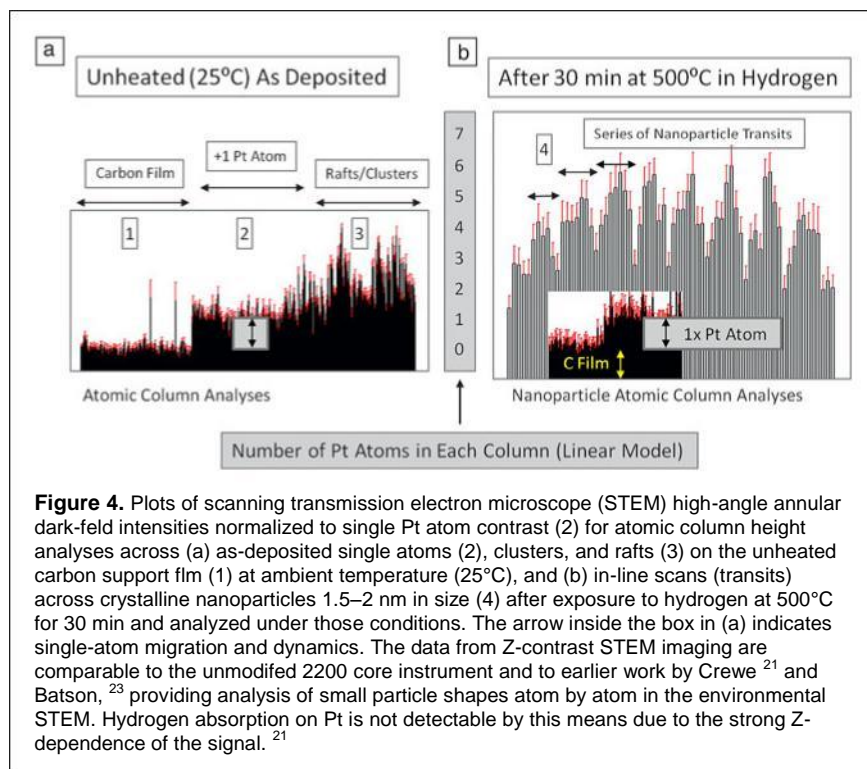 a
Unheated (25°C) As Deposited
b
After 30 min at 500°C in Hydrogen
Carbon Film
+1 Pt Atom
Rafts/Clusters
1
2
3
Atomic Column Analyses
7
6
5
4
3
2
1
0
4
Series of Nanoparticle Transits
1x Pt Atom
C Film
Nanoparticle Atomic Column Analyses
Number of Pt Atoms in Each Column (Linear Model)
Figure 4. Plots of scanning transmission electron microscope (STEM) high-angle annular
dark-field intensities normalized to single Pt atom contrast (2) for atomic column height
analyses across (a) as-deposited single atoms (2), clusters, and rafts (3) on the unheated
carbon support flm (1) at ambient temperature (25°), and (b) in-line scans (transits)
across crystalline nanoparticles 1.5–2 nm in size (4) after exposure to hydrogen at 500°C
for 30 min and analyzed under those conditions. The arrow inside the box in (a) indicates
single-atom migration and dynamics. The data from Z-contrast STEM imaging are
comparable to the unmodifed 2200 core instrument and to earlier work by Crewe 21 and
Batson, 23 providing analysis of small particle shapes atom by atom in the environmental
STEM. Hydrogen absorption on Pt is not detectable by this means due to the strong Z-
dependence of the signal. 21